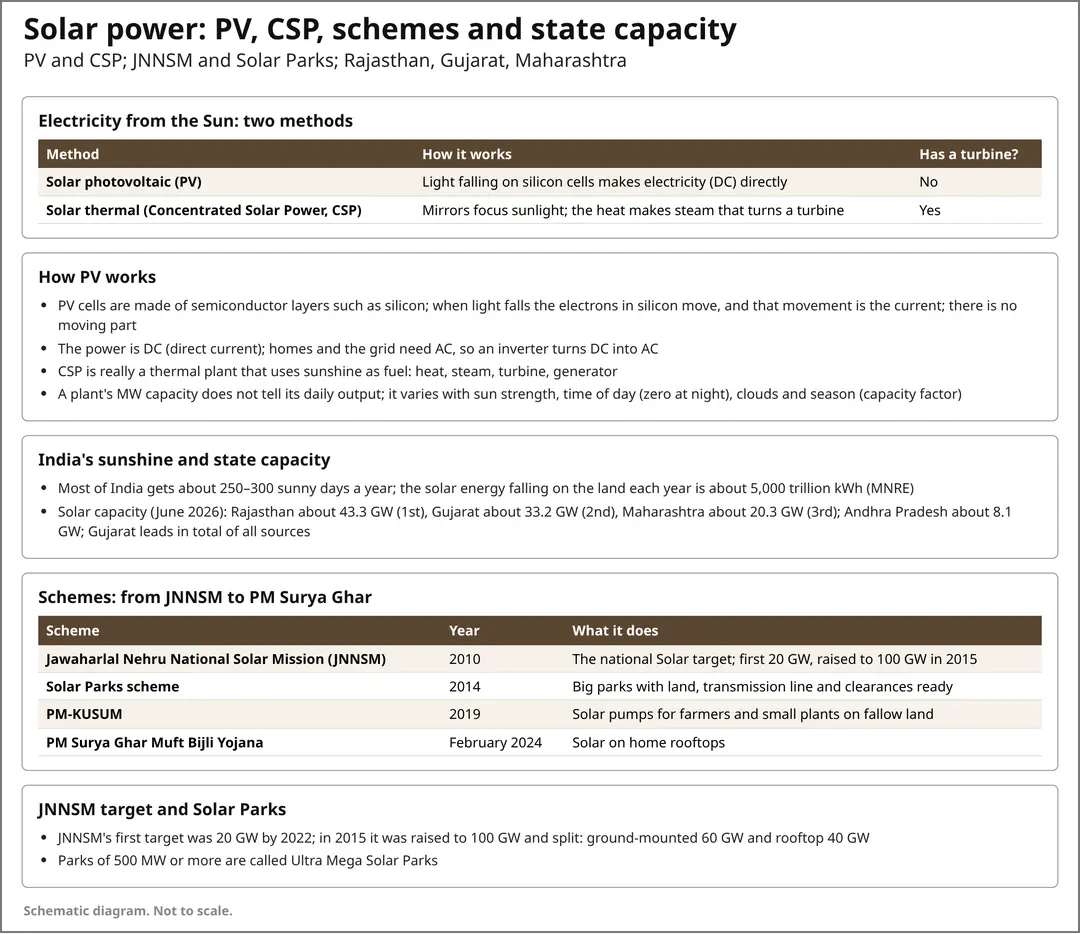 Solar power: PV, CSP, schemes and state capacity
PV and CSP; JNNSM and Solar Parks; Rajasthan, Gujarat, Maharashtra
Electricity from the Sun: two methods
Method How it works Has a turbine?
Solar photovoltaic (PV) Light falling on silicon cells makes electricity (DC) directly No
Solar thermal (Concentrated Solar Power, CSP) Mirrors focus sunlight; the heat makes steam that turns a turbine Yes
How PV works
• PV cells are made of semiconductor layers such as silicon; when light falls the electrons in silicon move, and that movement is the current; there is no
moving part
• The power is DC (direct current); homes and the grid need AC, so an inverter turns DC into AC
• CSP is really a thermal plant that uses sunshine as fuel: heat, steam, turbine, generator
• A plant's MW capacity does not tell its daily output; it varies with sun strength, time of day (zero at night), clouds and season (capacity factor)
India's sunshine and state capacity
• Most of India gets about 250–300 sunny days a year; the solar energy falling on the land each year is about 5,000 trillion kWh (MNRE)
• Solar capacity (June 2026): Rajasthan about 43.3 GW (1st), Gujarat about 33.2 GW (2nd), Maharashtra about 20.3 GW (3rd); Andhra Pradesh about 8.1
GW; Gujarat leads in total of all sources
Schemes: from JNNSM to PM Surya Ghar
Scheme Year What it does
Jawaharlal Nehru National Solar Mission (JNNSM) 2010 The national Solar target; first 20 GW, raised to 100 GW in 2015
Solar Parks scheme 2014 Big parks with land, transmission line and clearances ready
PM-KUSUM 2019 Solar pumps for farmers and small plants on fallow land
PM Surya Ghar Muft Bijli Yojana February 2024 Solar on home rooftops
JNNSM target and Solar Parks
• JNNSM's first target was 20 GW by 2022; in 2015 it was raised to 100 GW and split: ground-mounted 60 GW and rooftop 40 GW
• Parks of 500 MW or more are called Ultra Mega Solar Parks
Schematic diagram. Not to scale.